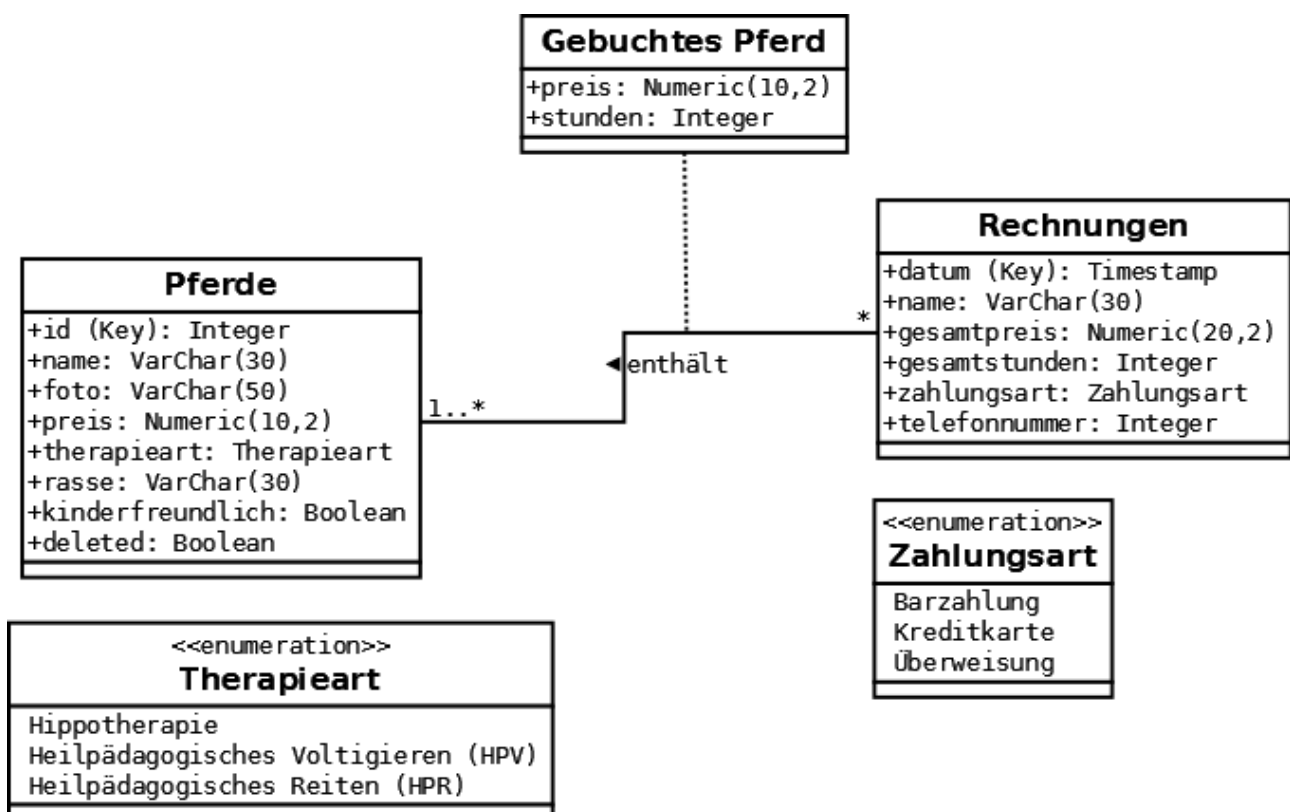 Gebuchtes Pferd
+preis: Numeric(10,2)
+stunden: Integer
Rechnungen
+datum (Key): Timestamp
+name: VarChar(30)
+gesamtpreis: Numeric(20,2)
+gesamtstunden: Integer
+zahlungsart: Zahlungsart
+telefonnummer: Integer
Pferde
+id (Key): Integer
+name: VarChar(30)
+foto: VarChar(50)
+preis: Numeric(10,2)
+therapieart: Therapieart
+rasse: VarChar(30)
+kinderfreundlich: Boolean
+deleted: Boolean
*
◄enthält
1..*
<<enumeration>>
Zahlungsart
Barzahlung
Kreditkarte
Überweisung
<<enumeration>>
Therapieart
Hippotherapie
Heilpädagogisches Voltigieren (HPV)
Heilpädagogisches Reiten (HPR)